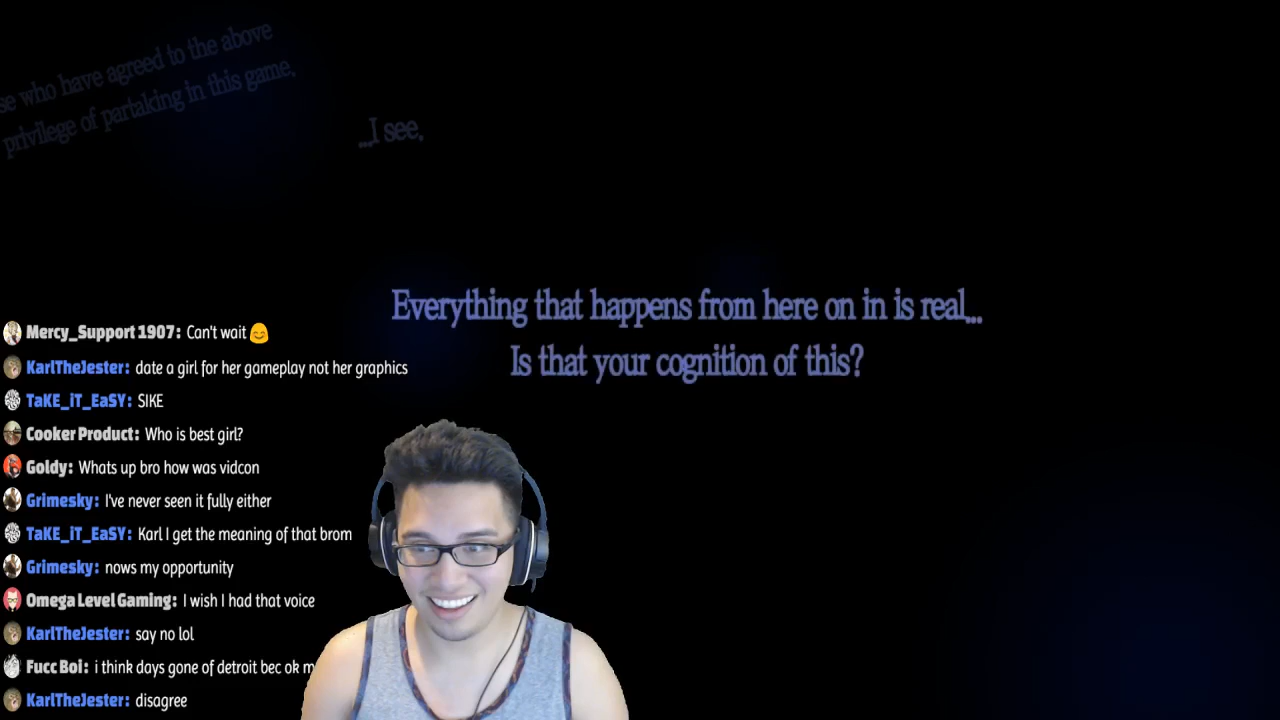 se who have agreed to the above
privilege of partaking in this game.
...I see.
Everything that happens from here on in is real...
Is that your cognition of this?
Mercy_Support 1907: Can't wait 🤗
KarlTheJester: date a girl for her gameplay not her graphics
TaKE_iT_EaSY: SIKE
Cooker Product: Who is best girl?
Goldy: Whats up bro how was vidcon
Grimesky: I've never seen it fully either
TaKE_iT_EaSY: Karl I get the meaning of that brom
Grimesky: nows my opportunity
Omega Level Gaming: I wish I had that voice
KarlTheJester: say no lol
Fucc Boi: i think days gone of detroit bec ok m
KarlTheJester: disagree